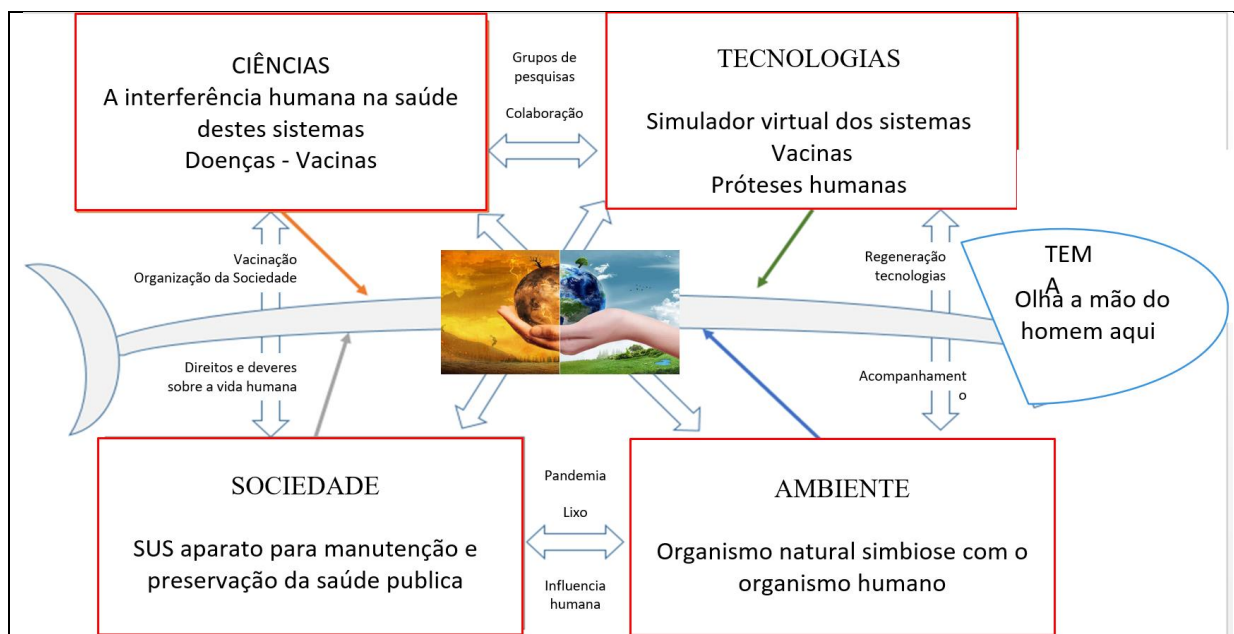 CIÊNCIAS
A interferência humana na saúde
destes sistemas
Doenças - Vacinas
Grupos de
pesquisas
Colaboração
TECNOLOGIAS
Simulador virtual dos sistemas
Vacinas
Próteses humanas
Vacinação
Organização da Sociedade
Regeneração
tecnologias
TEM
A
Olha a mão do
homem aqui
Direitos e deveres
sobre a vida humana
Acompanhament
o
SOCIEDADE
SUS aparato para manutenção e
preservação da saúde publica
Pandemia
Lixo
Influencia
humana
AMBIENTE
Organismo natural simbiose com o
organismo humano